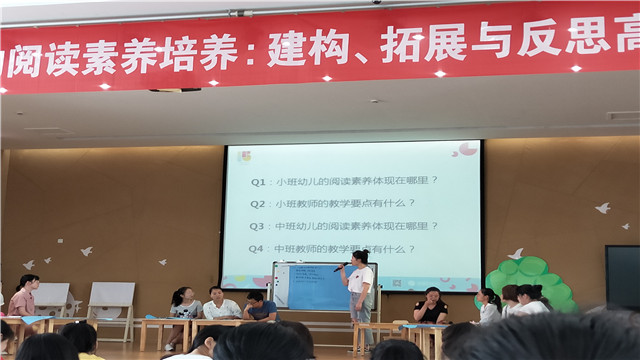 阅读素养培养：建构、拓展与反思高
Q1：小班幼儿的阅读素养体现在哪里？
Q2：小班教师的教学要点有什么？
Q3：中班幼儿的阅读素养体现在哪里？
Q4：中班教师的教学要点有什么？